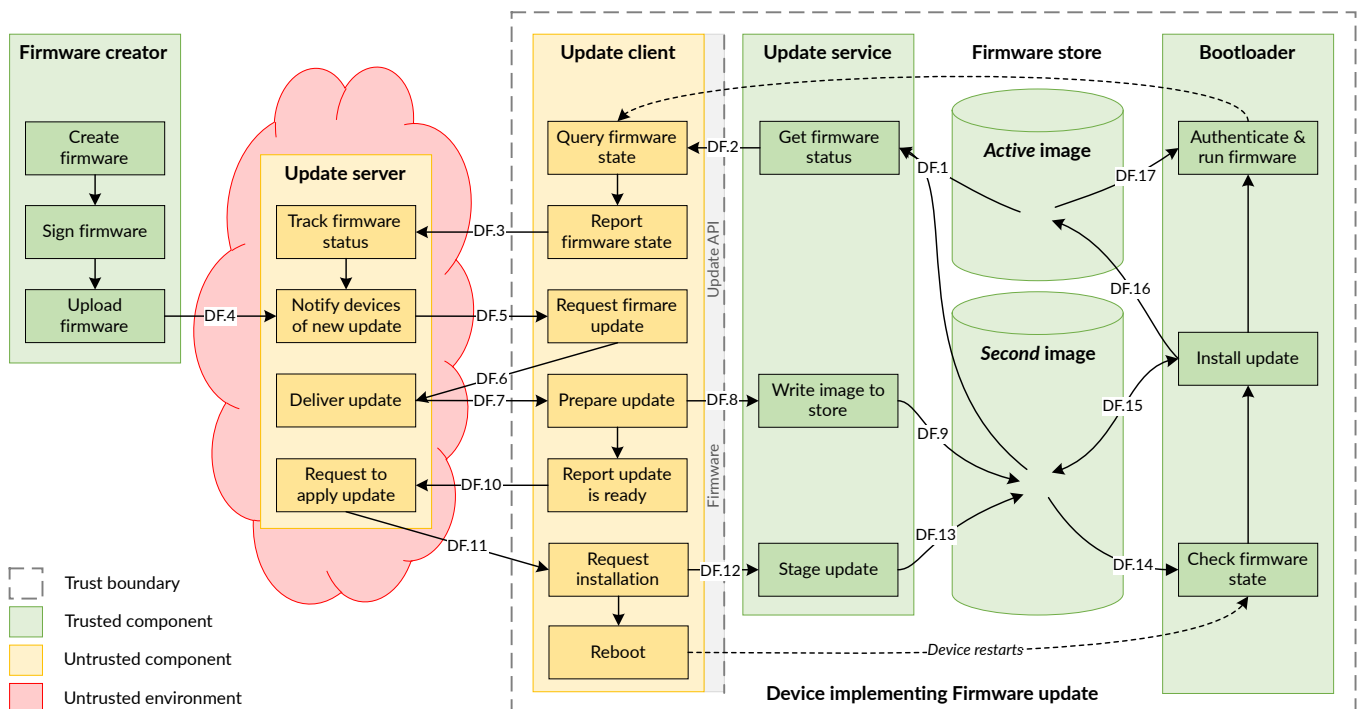 Firmware creator
Create
firmware
Sign firmware
Upload
firmware
DF.4
Update server
Track firmware
status
Notify devices
of new update
Deliver update
Request to
apply update
DF.3
DF.5
DF.6
DF.7
DF.10
DF.11
Update client
Query firmware
state
Report
firmware state
Request firmare
update
Prepare update
Report update
is ready
Request
installation
Reboot
Firmware Update API
DF.2
DF.8
DF.12
Update service
Get firmware
status
Write image to
store
Stage update
Firmware store
Active image
Second image
DF.1
DF.17
DF.16
DF.15
DF.9
DF.13
DF.14
Bootloader
Authenticate &
run firmware
Install update
Check firmware
state
Device restarts
Device implementing Firmware update
Trust boundary
Trusted component
Untrusted component
Untrusted environment